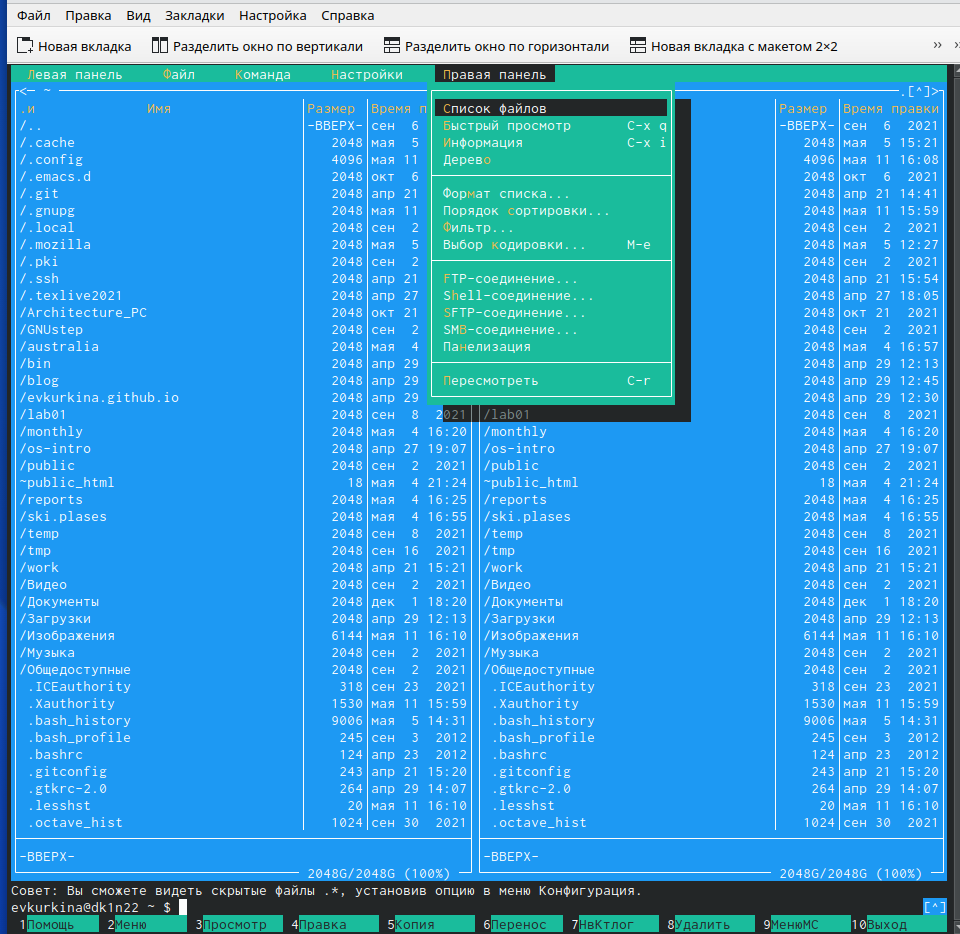 Файл Правка Вид Закладки Настройка Справка
Новая вкладка Разделить окно по вертикали Разделить окно по горизонтали Новая вкладка с макетом 2×2 »
Левая панель Файл Команда Настройки Правая панель
<– ~ .[^]>
.и Имя Размер Время п Список файлов Размер Время правки
/.. –ВВЕРХ– сен 6 Быстрый просмотр C-x q –ВВЕРХ– сен 6 2021
/.cache 2048 мая 5 Информация C-x i 2048 мая 5 15:21
/.config 4096 мая 11 Дерево 4096 мая 11 16:08
/.emacs.d 2048 окт 6 2048 окт 6 2021
/.git 2048 апр 21 Формат списка... 2048 апр 21 14:41
/.gnupg 2048 мая 11 Порядок сортировки... 2048 мая 11 15:59
/.local 2048 сен 2 Фильтр... 2048 сен 2 2021
/.mozilla 2048 мая 5 Выбор кодировки... M-e 2048 мая 5 12:27
/.pki 2048 сен 2 2048 сен 2 2021
/.ssh 2048 апр 21 FTP-соединение... 2048 апр 21 15:54
/.texlive2021 2048 апр 27 Shell-соединение... 2048 апр 27 18:05
/Architecture_PC 2048 окт 21 SFTP-соединение... 2048 окт 21 2021
/GNUstep 2048 сен 2 SMB-соединение... 2048 сен 2 2021
/australia 2048 мая 4 Панелизация 2048 мая 4 16:57
/bin 2048 апр 29 2048 апр 29 12:13
/blog 2048 апр 29 Пересмотреть C-r 2048 апр 29 12:45
/evkurkina.github.io 2048 апр 29 2048 апр 29 12:30
/lab01 2048 сен 8 2021 /lab01 2048 сен 8 2021
/monthly 2048 мая 4 16:20 /monthly 2048 мая 4 16:20
/os-intro 2048 апр 27 19:07 /os-intro 2048 апр 27 19:07
/public 2048 сен 2 2021 /public 2048 сен 2 2021
~public_html 18 мая 4 21:24 ~public_html 18 мая 4 21:24
/reports 2048 мая 4 16:25 /reports 2048 мая 4 16:25
/ski.plases 2048 мая 4 16:55 /ski.plases 2048 мая 4 16:55
/temp 2048 сен 8 2021 /temp 2048 сен 8 2021
/tmp 2048 сен 16 2021 /tmp 2048 сен 16 2021
/work 2048 апр 21 15:21 /work 2048 апр 21 15:21
/Видео 2048 сен 2 2021 /Видео 2048 сен 2 2021
/Документы 2048 дек 1 18:20 /Документы 2048 дек 1 18:20
/Загрузки 2048 апр 29 12:13 /Загрузки 2048 апр 29 12:13
/Изображения 6144 мая 11 16:10 /Изображения 6144 мая 11 16:10
/Музыка 2048 сен 2 2021 /Музыка 2048 сен 2 2021
/Общедоступные 2048 сен 2 2021 /Общедоступные 2048 сен 2 2021
.ICEauthority 318 сен 23 2021 .ICEauthority 318 сен 23 2021
.Xauthority 1530 мая 11 15:59 .Xauthority 1530 мая 11 15:59
.bash_history 9006 мая 5 14:31 .bash_history 9006 мая 5 14:31
.bash_profile 245 сен 3 2012 .bash_profile 245 сен 3 2012
.bashrc 124 апр 23 2012 .bashrc 124 апр 23 2012
.gitconfig 243 апр 21 15:20 .gitconfig 243 апр 21 15:20
.gtkrc-2.0 264 апр 29 14:07 .gtkrc-2.0 264 апр 29 14:07
.lesshst 20 мая 11 16:10 .lesshst 20 мая 11 16:10
.octave_hist 1024 сен 30 2021 .octave_hist 1024 сен 30 2021
–ВВЕРХ– –ВВЕРХ–
2048G/2048G (100%) 2048G/2048G (100%)
Совет: Вы сможете видеть скрытые файлы .*, установив опцию в меню Конфигурация.
evkurkina@dk1n22 ~ $ [^]
1Помощь 2Меню 3Просмотр 4Правка 5Копия 6Перенос 7НвКтлог 8Удалить 9МенюМС 10Выход